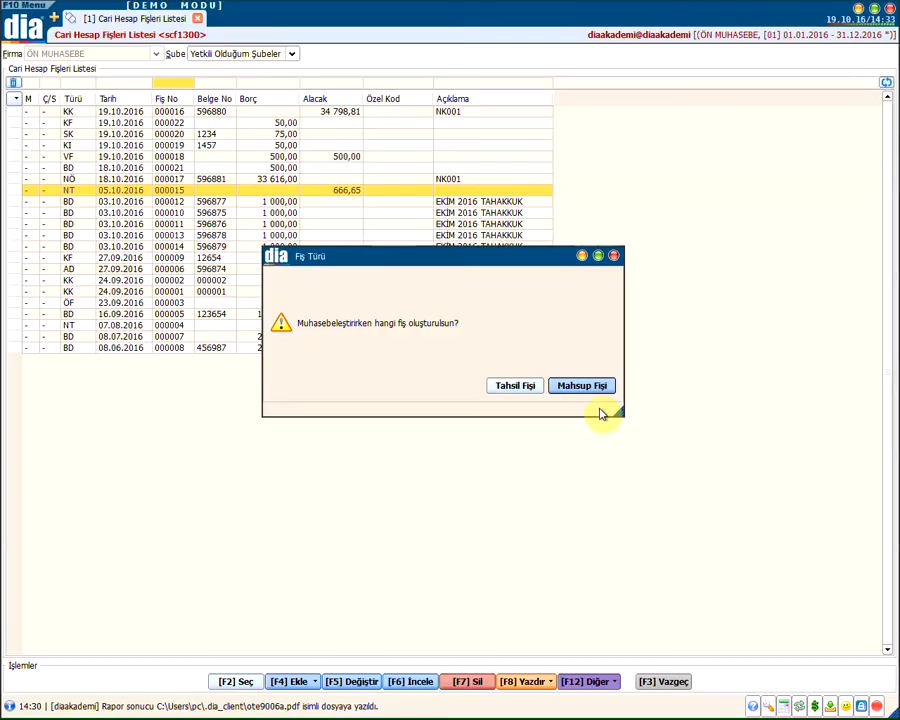 F10 Menu
[DEMO MODU]
dia
[1] Cari Hesap Fişleri Listesi
19.10.16/14:33
Cari Hesap Fişleri Listesi <scf1300>
diaakademi@diaakademi [(ÖN MUHASEBE, [01] 01.01.2016 - 31.12.2016 *)]
Firma ÖN MUHASEBE Şube Yetkili Olduğum Şubeler
Cari Hesap Fişleri Listesi
M Ç/S Türü Tarih Fiş No Belge No Borç Alacak Özel Kod Açıklama
- - KK 19.10.2016 000016 596880 34 798,81 NK001
- - KF 19.10.2016 000022 50,00
- - SK 19.10.2016 000020 1234 75,00
- - KI 19.10.2016 000019 1457 50,00
- - VF 19.10.2016 000018 500,00 500,00
- - BD 18.10.2016 000021 500,00
- - NÖ 18.10.2016 000017 596881 33 616,00 NK001
- - NT 05.10.2016 000015 666,65
- - BD 03.10.2016 000012 596877 1 000,00 EKİM 2016 TAHAKKUK
- - BD 03.10.2016 000010 596875 1 000,00 EKİM 2016 TAHAKKUK
- - BD 03.10.2016 000011 596876 1 000,00 EKİM 2016 TAHAKKUK
- - BD 03.10.2016 000013 596878 1 000,00 EKİM 2016 TAHAKKUK
- - BD 03.10.2016 000014 596879 1 000,00 EKİM 2016 TAHAKKUK
- - KF 27.09.2016 000009 12654
- - AD 27.09.2016 000006 596874
- - KK 24.09.2016 000002 000002
- - KK 24.09.2016 000001 000001
- - ÖF 23.09.2016 000003
- - BD 16.09.2016 000005 123654 1
- - NT 07.08.2016 000004
- - BD 08.07.2016 000007 2
- - BD 08.06.2016 000008 456987 2
dia Fiş Türü
Muhasebeleştirirken hangi fiş oluşturulsun?
Tahsil Fişi Mahsup Fişi
İşlemler
[F2] Seç [F4] Ekle [F5] Değiştir [F6] İncele [F7] Sil [F8] Yazdır [F12] Diğer [F3] Vazgeç
14:30 [diaakademi] Rapor sonucu C:\Users\pc\.dia_client\ote9006a.pdf isimli dosyaya yazıldı.